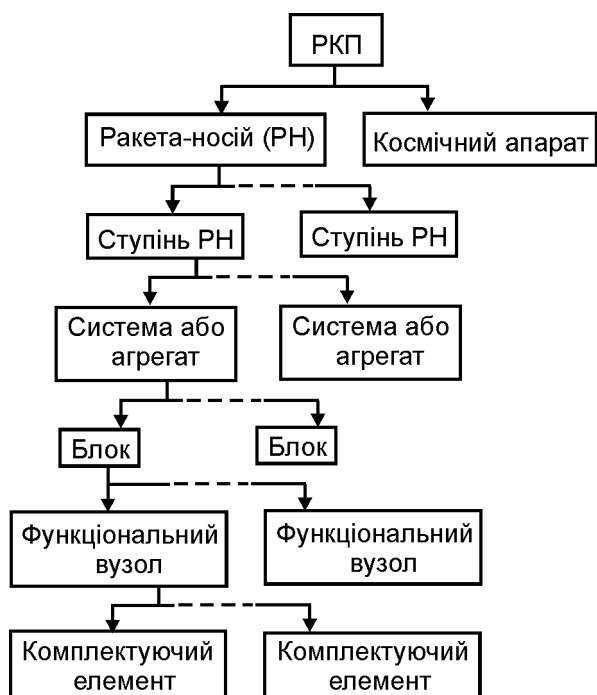 РКП
Ракета-носій (РН)
Космічний апарат
Ступінь РН
Ступінь РН
Система або
агрегат
Система або
агрегат
Блок
Блок
Функціональний
вузол
Функціональний
вузол
Комплектуючий
елемент
Комплектуючий
елемент